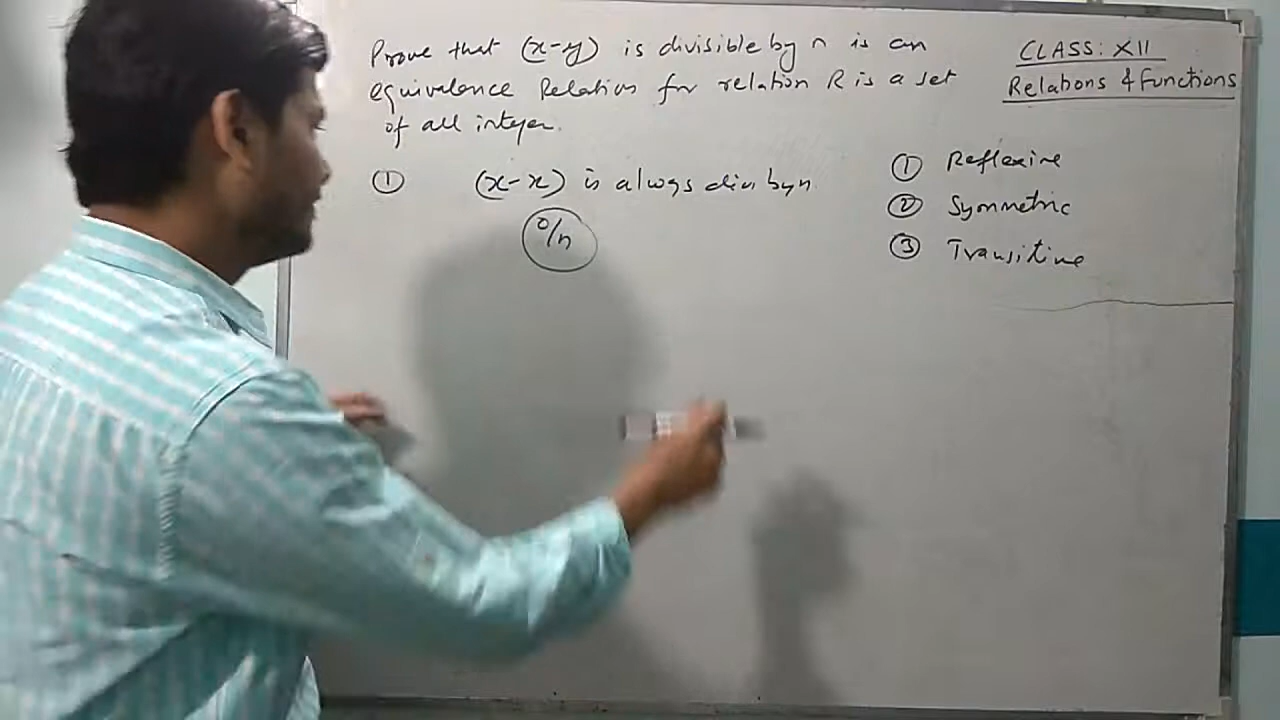 Prove that (x-y) is divisible by n is an
equivalence Relation for relation R is a set
of all integer.
CLASS: XII
Relations & Functions
① (x-x) is always div by n
0/n
① Reflexive
② Symmetric
③ Transitive